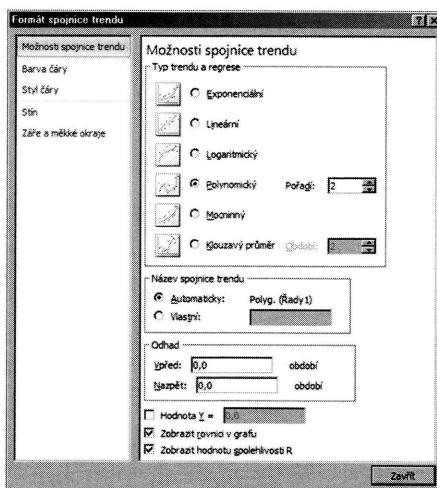 Formát spojnice trendu
Možnosti spojnice trendu
Barva čáry
Styl čáry
Stín
Záře a měkké okraje
Možnosti spojnice trendu
Typ trendu a regrese
Exponenciální
Lineární
Logaritmický
Polynomický Pořadí: 2
Mocninný
Klouzavý průměr Období: 2
Název spojnice trendu
Automaticky: Polyg. (Řady1)
Vlastní:
Odhad
Vpřed: 0,0 období
Nazpět: 0,0 období
Hodnota Y = 0,0
Zobrazit rovnici v grafu
Zobrazit hodnotu spolehlivosti R
Zavřít